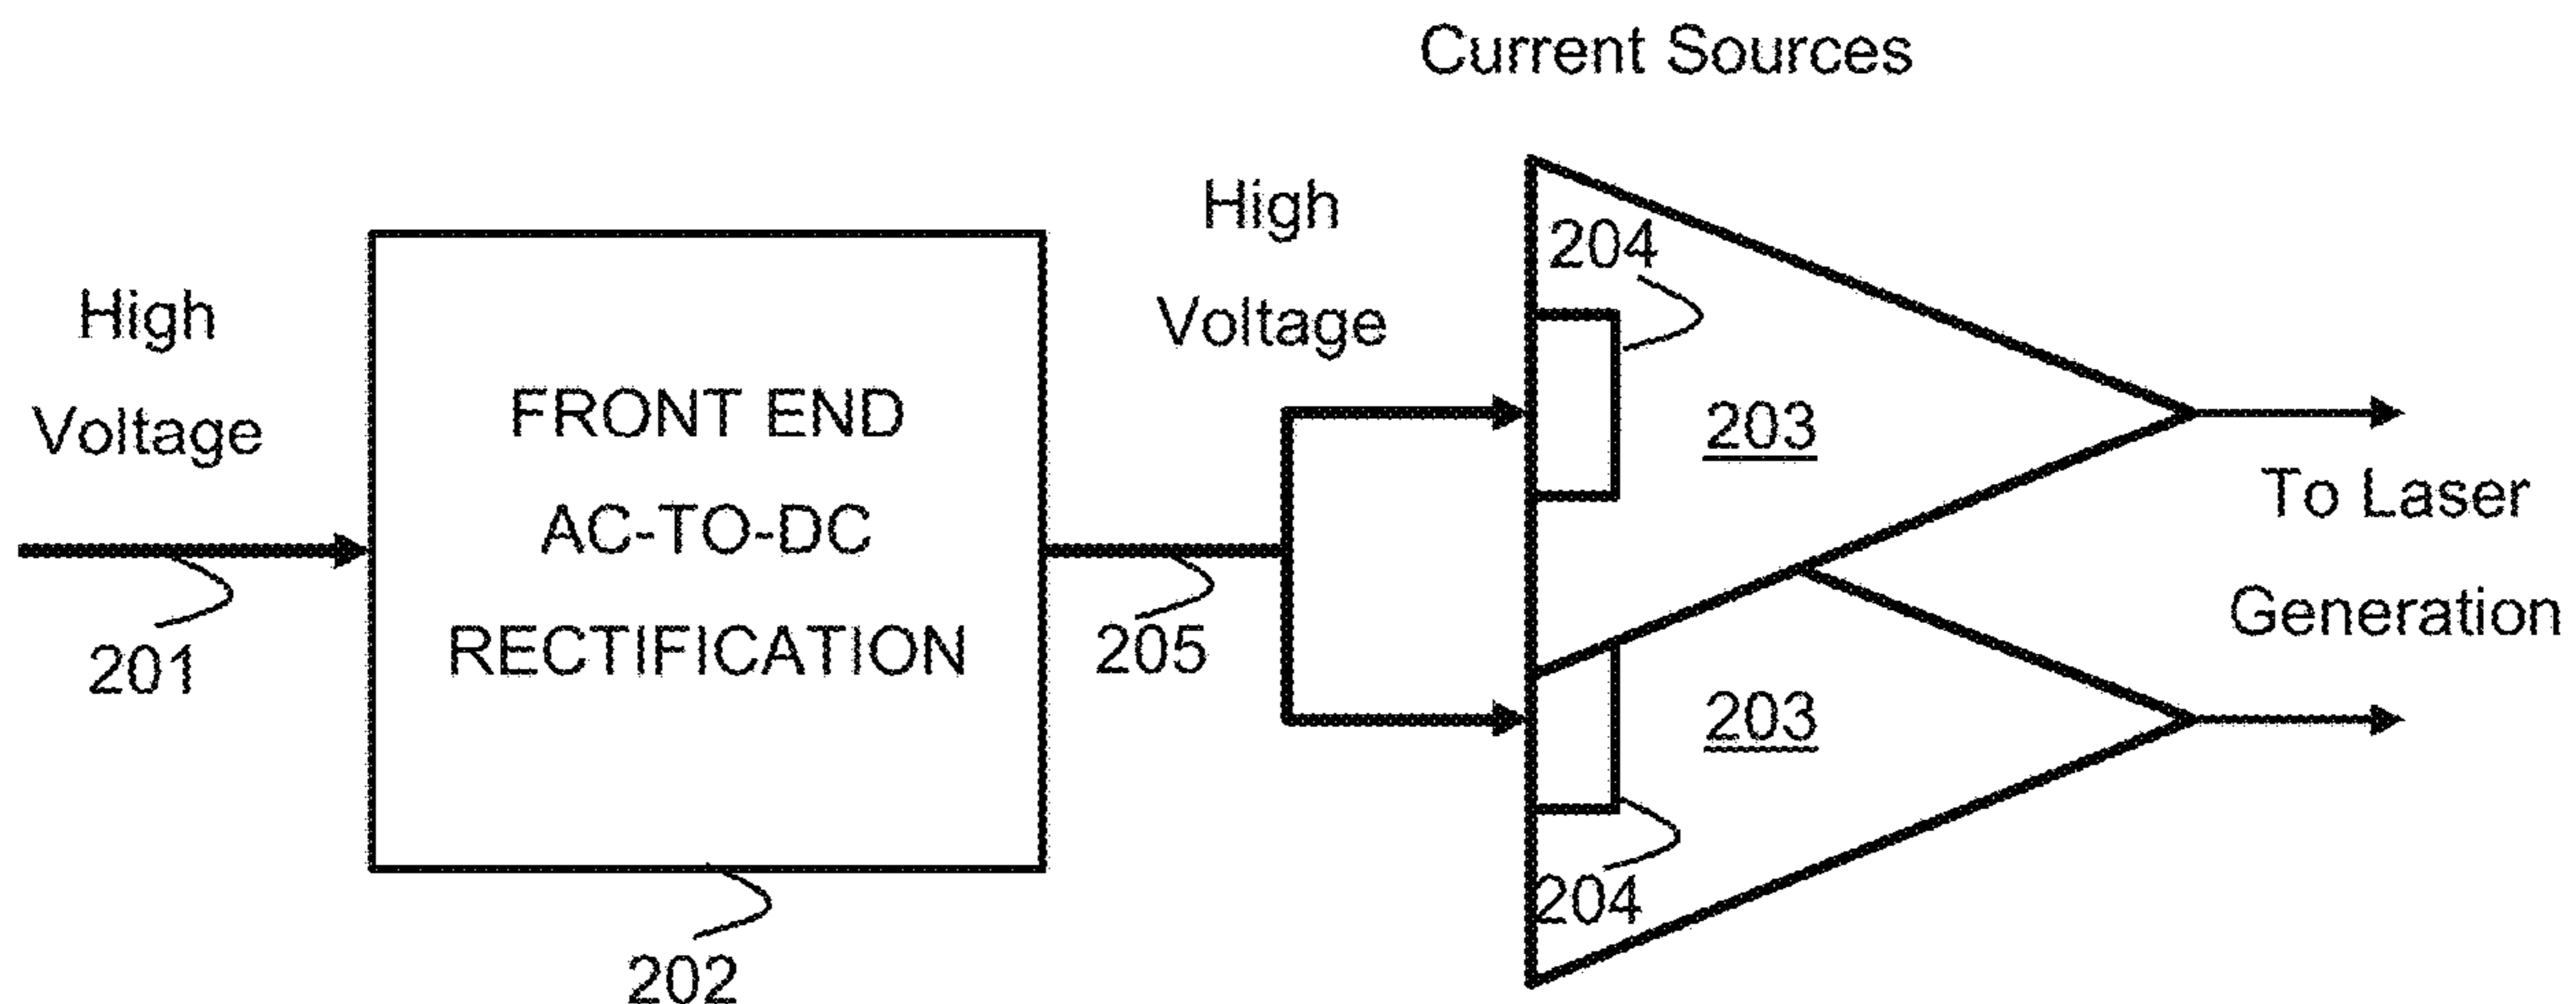 Current Sources
High
Voltage
201
FRONT END
AC-TO-DC
RECTIFICATION
202
High
Voltage
205
204
203
203
204
To Laser
Generation